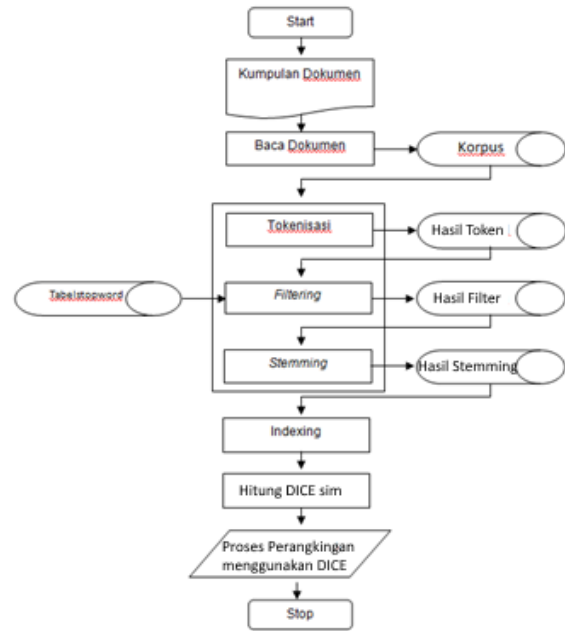 Start
Kumpulan Dokumen
Baca Dokumen
Korpus
Tokenisasi
Hasil Token
Tabelstopword
Filtering
Hasil Filter
Stemming
Hasil Stemming
Indexing
Hitung DICE sim
Proses Perangkingan
menggunakan DICE
Stop